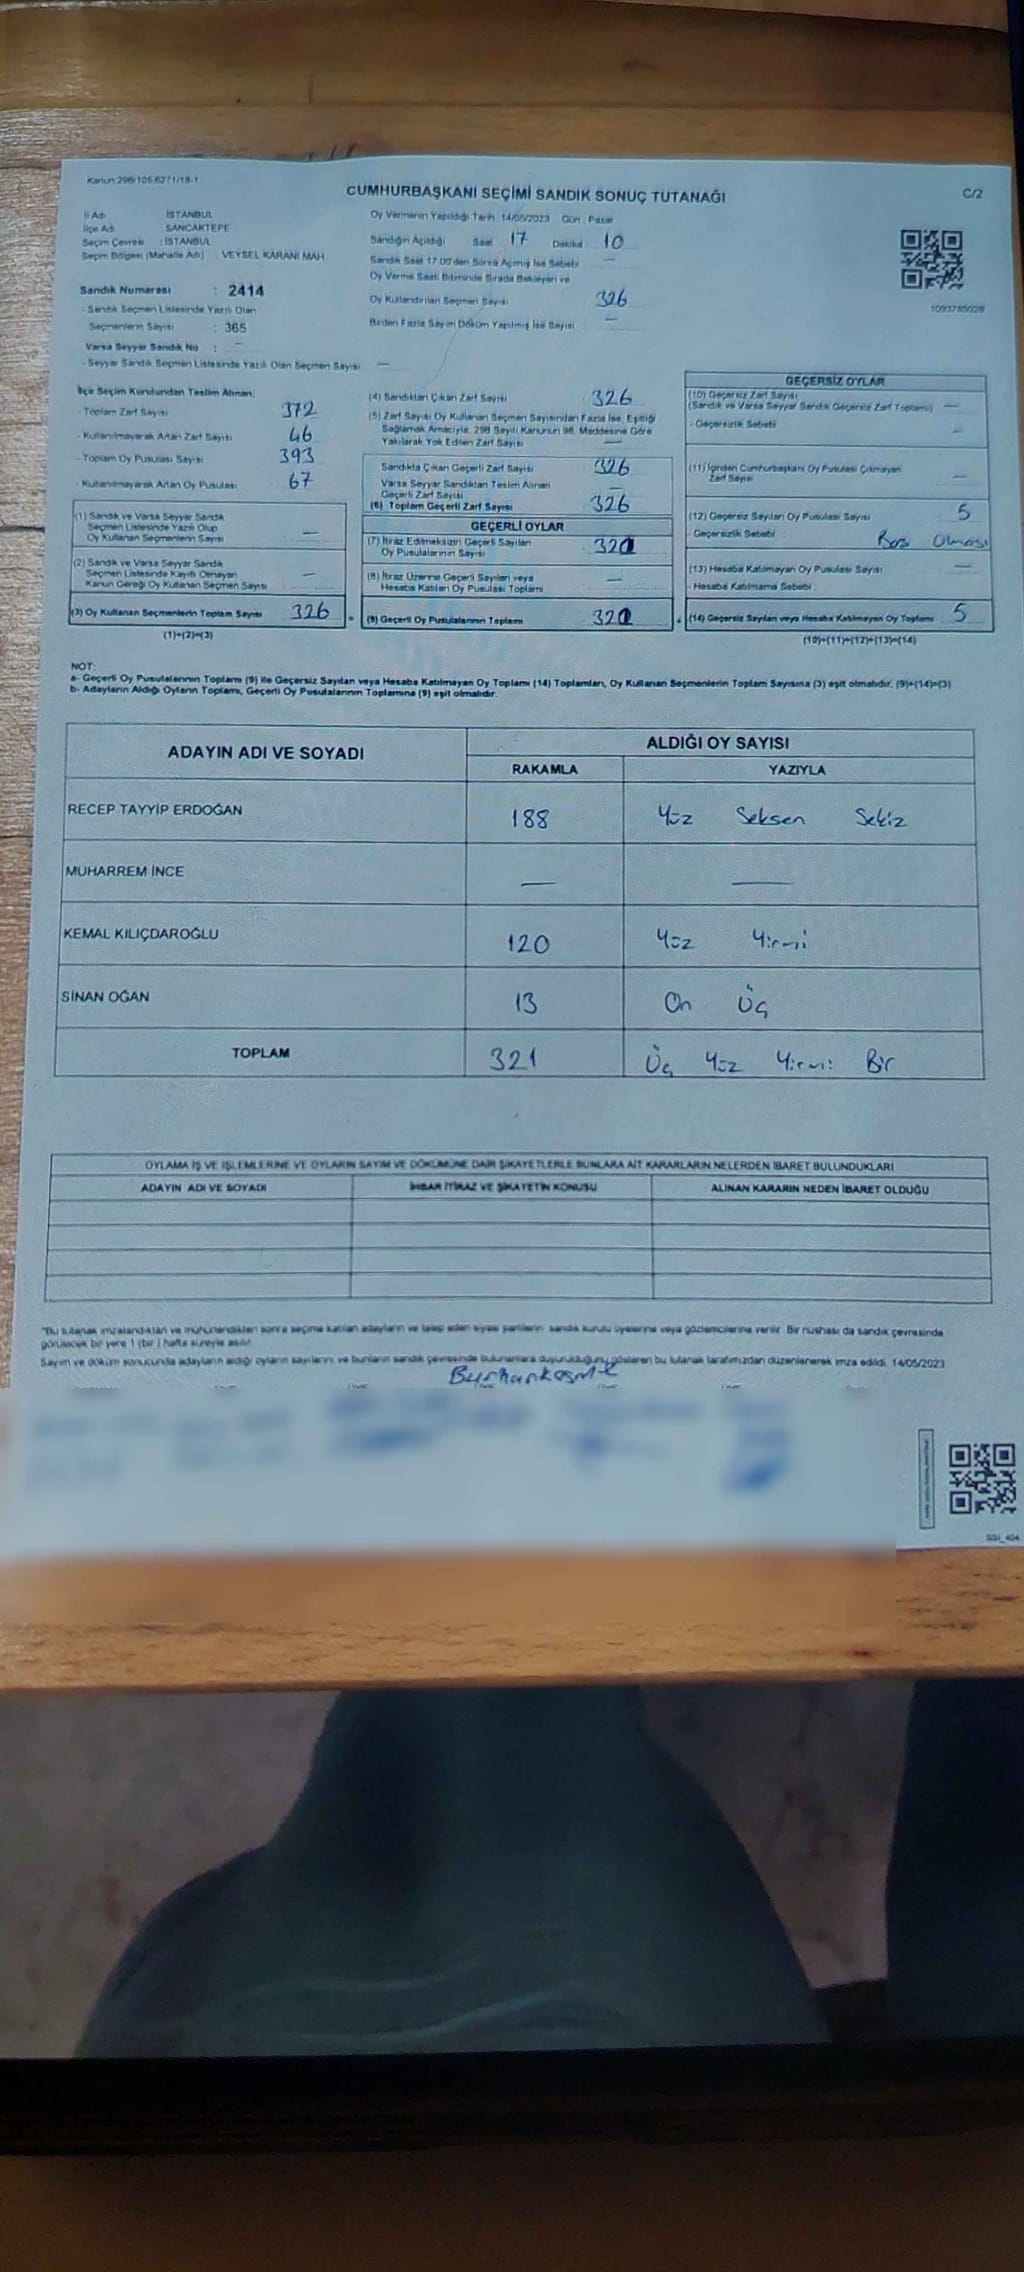 Kanun 298/105.6271/18-1
CUMHURBAŞKANI SEÇİMİ SANDIK SONUÇ TUTANAĞI
C/2
İl Adı : İSTANBUL
İlçe Adı : SANCAKTEPE
Seçim Çevresi : İSTANBUL
Seçim Bölgesi (Mahalle Adı) : VEYSEL KARANİ MAH
Oy Vermenin Yapıldığı Tarih : 14/05/2023 Gün : Pazar
Sandığın Açıldığı Saat 17 Dakika 10
Sandık Saat 17:00'den Sonra Açılmış İse Sebebi —
Oy Verme Saati Bitiminde Sırada Bekleyen ve
Oy Kullandırılan Seçmen Sayısı 326
Birden Fazla Sayım Döküm Yapılmış İse Sayısı —
1093785028
Sandık Numarası : 2414
- Sandık Seçmen Listesinde Yazılı Olan
Seçmenlerin Sayısı : 365
Varsa Seyyar Sandık No : —
- Seyyar Sandık Seçmen Listesinde Yazılı Olan Seçmen Sayısı —
İlçe Seçim Kurulundan Teslim Alınan;
- Toplam Zarf Sayısı 372
- Kullanılmayarak Artan Zarf Sayısı 46
- Toplam Oy Pusulası Sayısı 393
- Kullanılmayarak Artan Oy Pusulası 67
(1) Sandık ve Varsa Seyyar Sandık
Seçmen Listesinde Yazılı Olup
Oy Kullanan Seçmenlerin Sayısı —
(2) Sandık ve Varsa Seyyar Sandık
Seçmen Listesinde Kayıtlı Olmayan
Kanun Gereği Oy Kullanan Seçmen Sayısı —
(3) Oy Kullanan Seçmenlerin Toplam Sayısı 326
(1)+(2)=(3)
(4) Sandıktan Çıkan Zarf Sayısı 326
(5) Zarf Sayısı Oy Kullanan Seçmen Sayısından Fazla İse, Eşitliği
Sağlamak Amacıyla, 298 Sayılı Kanunun 98. Maddesine Göre
Yakılarak Yok Edilen Zarf Sayısı —
Sandıkta Çıkan Geçerli Zarf Sayısı 326
Varsa Seyyar Sandıktan Teslim Alınan
Geçerli Zarf Sayısı —
(6) Toplam Geçerli Zarf Sayısı 326
GEÇERLİ OYLAR
(7) İtiraz Edilmeksizin Geçerli Sayılan
Oy Pusulalarının Sayısı 321
(8) İtiraz Üzerine Geçerli Sayılan veya
Hesaba Katılan Oy Pusulası Toplamı —
(9) Geçerli Oy Pusulalarının Toplamı 321
GEÇERSİZ OYLAR
(10) Geçersiz Zarf Sayısı
(Sandık ve Varsa Seyyar Sandık Geçersiz Zarf Toplamı) —
- Geçersizlik Sebebi : —
(11) İçinden Cumhurbaşkanı Oy Pusulası Çıkmayan
Zarf Sayısı —
(12) Geçersiz Sayılan Oy Pusulası Sayısı 5
- Geçersizlik Sebebi : Boş Olması
(13) Hesaba Katılmayan Oy Pusulası Sayısı —
- Hesaba Katılmama Sebebi
(14) Geçersiz Sayılan veya Hesaba Katılmayan Oy Toplamı 5
(10)+(11)+(12)+(13)=(14)
NOT:
a- Geçerli Oy Pusulalarının Toplamı (9) ile Geçersiz Sayılan veya Hesaba Katılmayan Oy Toplamı (14) Toplamları, Oy Kullanan Seçmenlerin Toplam Sayısına (3) eşit olmalıdır. (9)+(14)=(3)
b- Adayların Aldığı Oyların Toplamı, Geçerli Oy Pusulalarının Toplamına (9) eşit olmalıdır.
ADAYIN ADI VE SOYADI
ALDIĞI OY SAYISI
RAKAMLA YAZIYLA
RECEP TAYYİP ERDOĞAN 188 Yüz Seksen Sekiz
MUHARREM İNCE — —
KEMAL KILIÇDAROĞLU 120 Yüz Yirmi
SİNAN OĞAN 13 On Üç
TOPLAM 321 Üç Yüz Yirmi Bir
OYLAMA İŞ VE İŞLEMLERİNE VE OYLARIN SAYIM VE DÖKÜMÜNE DAİR ŞİKAYETLERLE BUNLARA AİT KARARLARIN NELERDEN İBARET BULUNDUKLARI
ADAYIN ADI VE SOYADI İHBAR İTİRAZ VE ŞİKAYETİN KONUSU ALINAN KARARIN NEDEN İBARET OLDUĞU
"Bu tutanak imzalandıktan ve mühürlendikten sonra seçime katılan adayların ve talep eden siyasi partilerin sandık kurulu üyelerine veya gözlemcilerine verilir. Bir nüshası da sandık çevresinde
görülecek bir yere 1 (bir) hafta süreyle asılır.
Sayım ve döküm sonucunda adayların aldığı oyların sayılarını ve bunların sandık çevresinde bulunanlara duyurulduğunu gösteren bu tutanak tarafımızdan düzenlenerek imza edildi. 14/05/2023